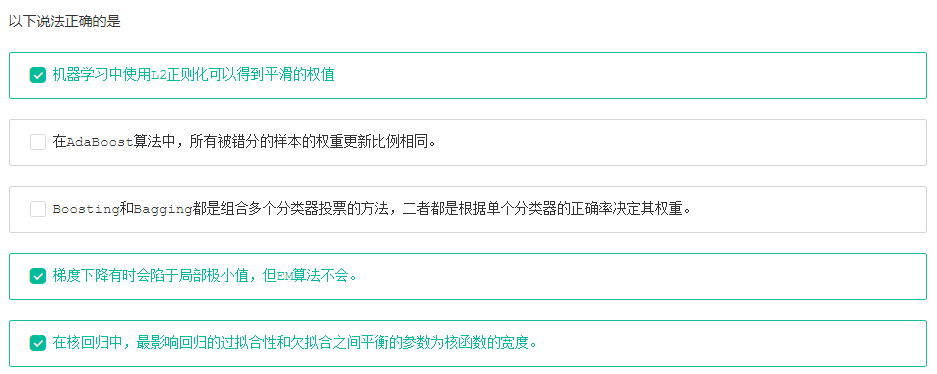 以下说法正确的是
机器学习中使用L2正则化可以得到平滑的权值
在AdaBoost算法中，所有被错分的样本的权重更新比例相同。
Boosting和Bagging都是组合多个分类器投票的方法，二者都是根据单个分类器的正确率决定其权重。
梯度下降有时会陷于局部极小值，但EM算法不会。
在核回归中，最影响回归的过拟合性和欠拟合之间平衡的参数为核函数的宽度。